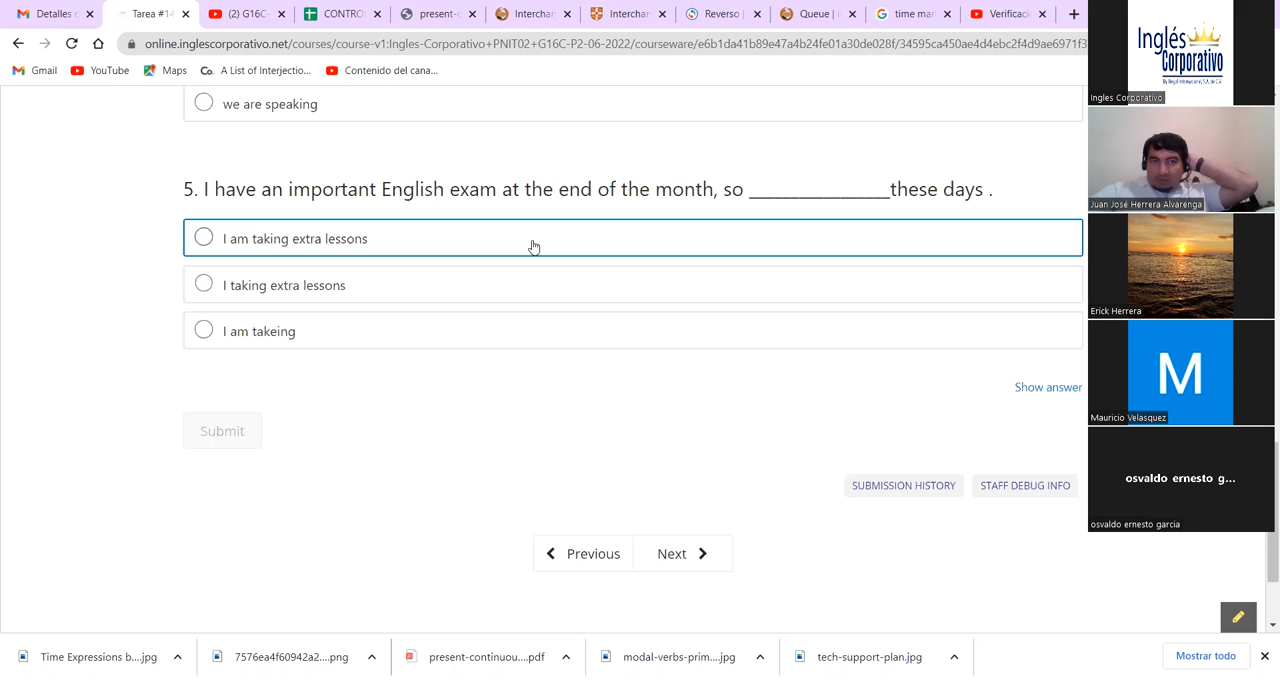 Detalles
Tarea #14
(2) G16C-
CONTRO
present-c
Interchan
Interchan
Reverso |
Queue |
time mar
Verificaci
online.inglescorporativo.net/courses/course-v1:Ingles-Corporativo+PNIT02+G16C-P2-06-2022/courseware/e6b1da41b89e47a4b24fe01a30de028f/34595ca450ae4d4ebc2f4d9ae6971f3
Gmail
YouTube
Maps
Co. A List of Interjectio...
Contenido del cana...
we are speaking
5. I have an important English exam at the end of the month, so _________________these days .
I am taking extra lessons
I taking extra lessons
I am takeing
Show answer
Submit
SUBMISSION HISTORY
STAFF DEBUG INFO
Previous
Next
Inglés
Corporativo
Ingles Corporativo
Juan José Herrera Alvarenga
Erick Herrera
M
Mauricio Velasquez
osvaldo ernesto g...
osvaldo ernesto garcia
Time Expressions b....jpg
7576ea4f60942a2....png
present-continuou....pdf
modal-verbs-prim....jpg
tech-support-plan.jpg
Mostrar todo